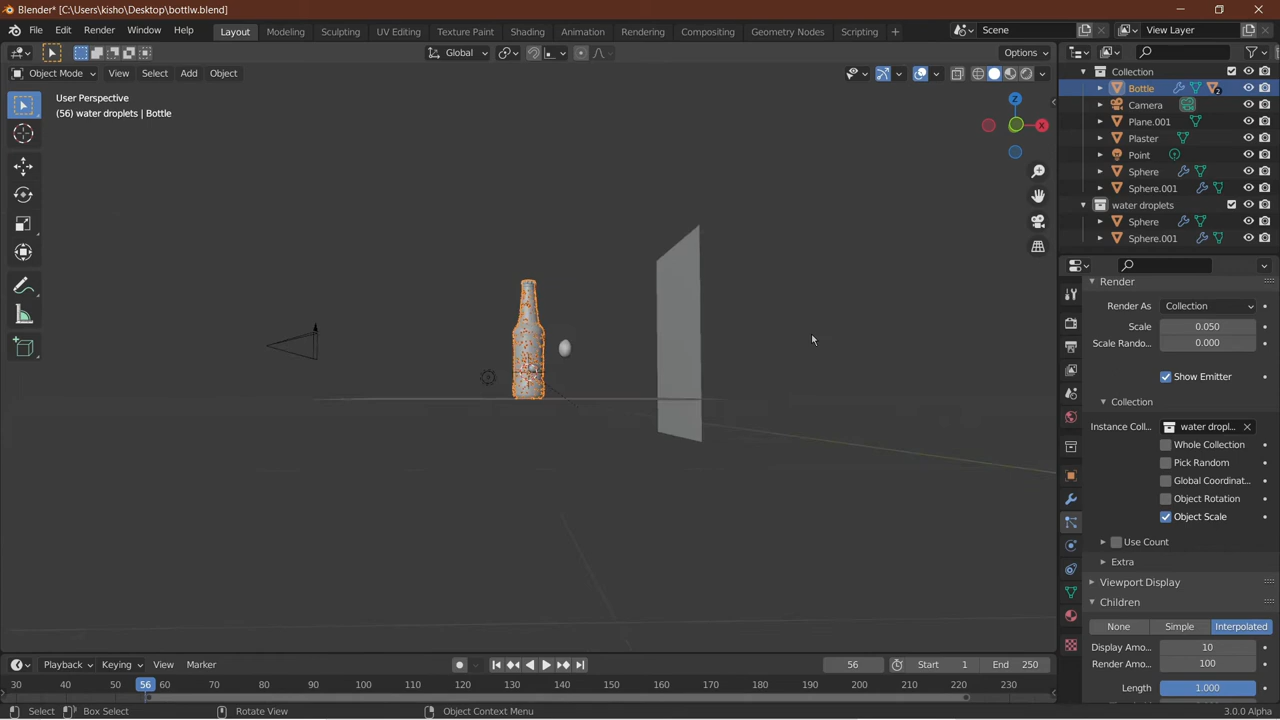 Blender* [C:\Users\kisho\Desktop\bottlw.blend]
File Edit Render Window Help Layout Modeling Sculpting UV Editing Texture Paint Shading Animation Rendering Compositing Geometry Nodes Scripting + Scene View Layer
Global Options
Object Mode View Select Add Object
User Perspective
(56) water droplets | Bottle
Z
X
Collection
Bottle 2
Camera
Plane.001
Plaster
Point
Sphere
Sphere.001
water droplets
Sphere
Sphere.001
Render
Render As Collection
Scale 0.050
Scale Rando... 0.000
Show Emitter
Collection
Instance Coll... water dropl...
Whole Collection
Pick Random
Global Coordinat...
Object Rotation
Object Scale
Use Count
Extra
Viewport Display
Children
None Simple Interpolated
Display Amo... 10
Render Amo... 100
Length 1.000
Playback Keying View Marker 56 Start 1 End 250
30 40 50 56 60 70 80 90 100 110 120 130 140 150 160 170 180 190 200 210 220 230
Select Box Select Rotate View Object Context Menu 3.0.0 Alpha